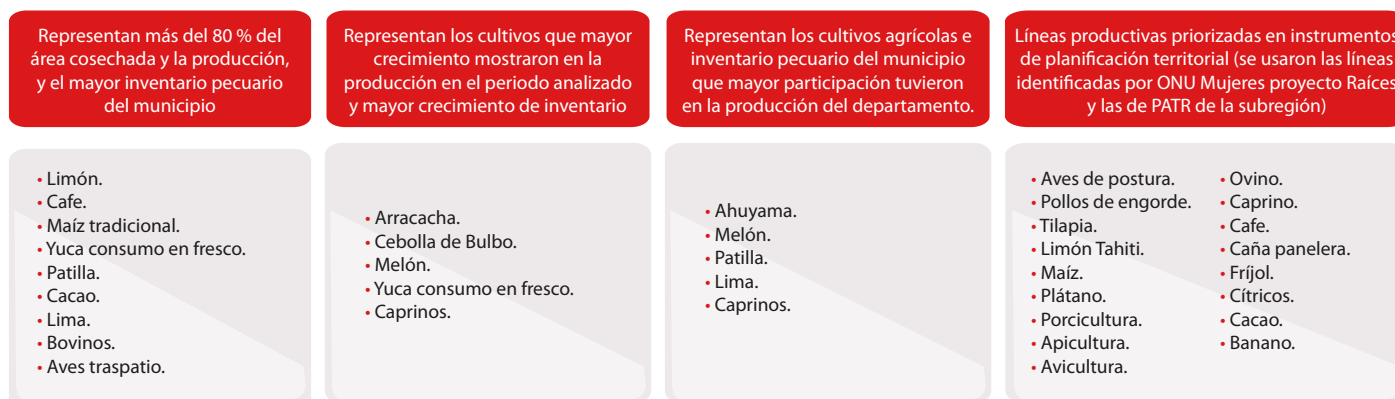 Representan más del 80 % del
área cosechada y la producción,
y el mayor inventario pecuario
del municipio
• Limón.
• Cafe.
• Maíz tradicional.
• Yuca consumo en fresco.
• Patilla.
• Cacao.
• Lima.
• Bovinos.
• Aves traspatio.
Representan los cultivos que mayor
crecimiento mostraron en la
producción en el periodo analizado
y mayor crecimiento de inventario
• Arracacha.
• Cebolla de Bulbo.
• Melón.
• Yuca consumo en fresco.
• Caprinos.
Representan los cultivos agrícolas e
inventario pecuario del municipio
que mayor participación tuvieron
en la producción del departamento.
• Ahuyama.
• Melón.
• Patilla.
• Lima.
• Caprinos.
Líneas productivas priorizadas en instrumentos
de planificación territorial (se usaron las líneas
identificadas por ONU Mujeres proyecto Raíces
y las de PATR de la subregión)
• Aves de postura.
• Pollos de engorde.
• Tilapia.
• Limón Tahiti.
• Maíz.
• Plátano.
• Porcicultura.
• Apicultura.
• Avicultura.
• Ovino.
• Caprino.
• Cafe.
• Caña panelera.
• Fríjol.
• Cítricos.
• Cacao.
• Banano.